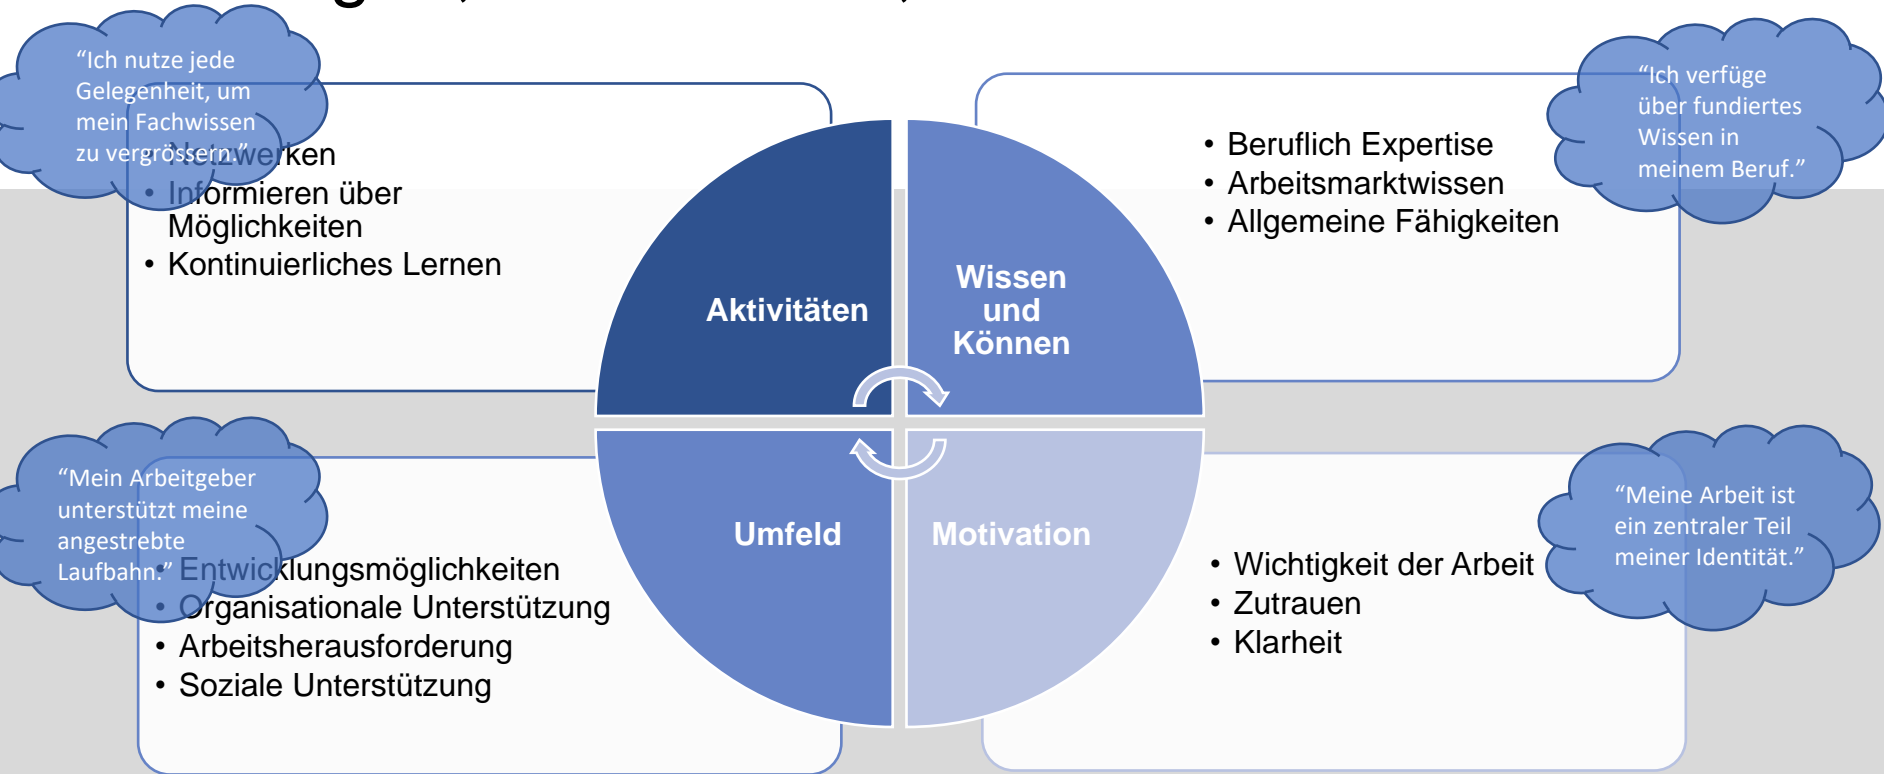 “Ich nutze jede
Gelegenheit, um
mein Fachwissen
zu vergrössern.”
• Netzwerken
• Informieren über
Möglichkeiten
• Kontinuierliches Lernen
Aktivitäten
Wissen
und
Können
• Beruflich Expertise
• Arbeitsmarktwissen
• Allgemeine Fähigkeiten
“Ich verfüge
über fundiertes
Wissen in
meinem Beruf.”
“Mein Arbeitgeber
unterstützt meine
angestrebte
Laufbahn.”
• Entwicklungsmöglichkeiten
• Organisationale Unterstützung
• Arbeitsherausforderung
• Soziale Unterstützung
Umfeld
Motivation
• Wichtigkeit der Arbeit
• Zutrauen
• Klarheit
“Meine Arbeit ist
ein zentraler Teil
meiner Identität.”